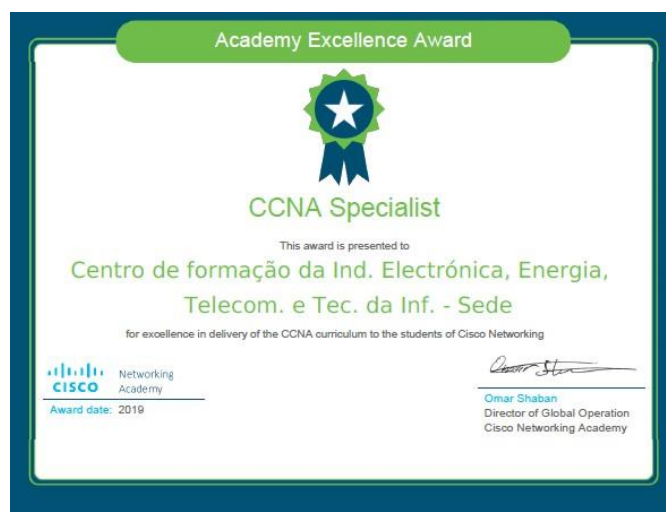 Academy Excellence Award
CCNA Specialist
This award is presented to
Centro de formação da Ind. Electrónica, Energia,
Telecom. e Tec. da Inf. - Sede
for excellence in delivery of the CCNA curriculum to the students of Cisco Networking
CISCO
Networking
Academy
Award date: 2019
Omar Shaban
Director of Global Operation
Cisco Networking Academy